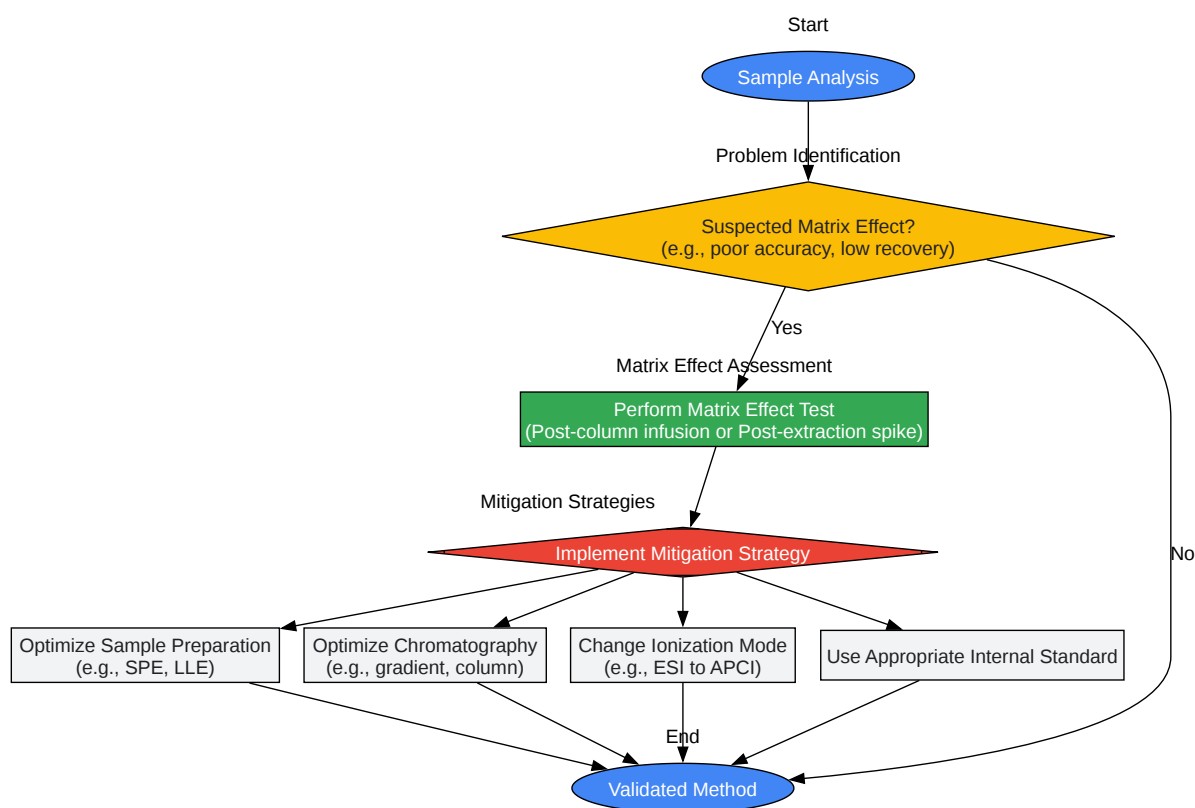 Start
Sample Analysis
Problem Identification
Suspected Matrix Effect?
(e.g., poor accuracy, low recovery)
Yes
Matrix Effect Assessment
Perform Matrix Effect Test
(Post-column infusion or Post-extraction spike)
Mitigation Strategies
Implement Mitigation Strategy
No
Optimize Sample Preparation
(e.g., SPE, LLE)
Optimize Chromatography
(e.g., gradient, column)
Change Ionization Mode
(e.g., ESI to APCI)
Use Appropriate Internal Standard
End
Validated Method